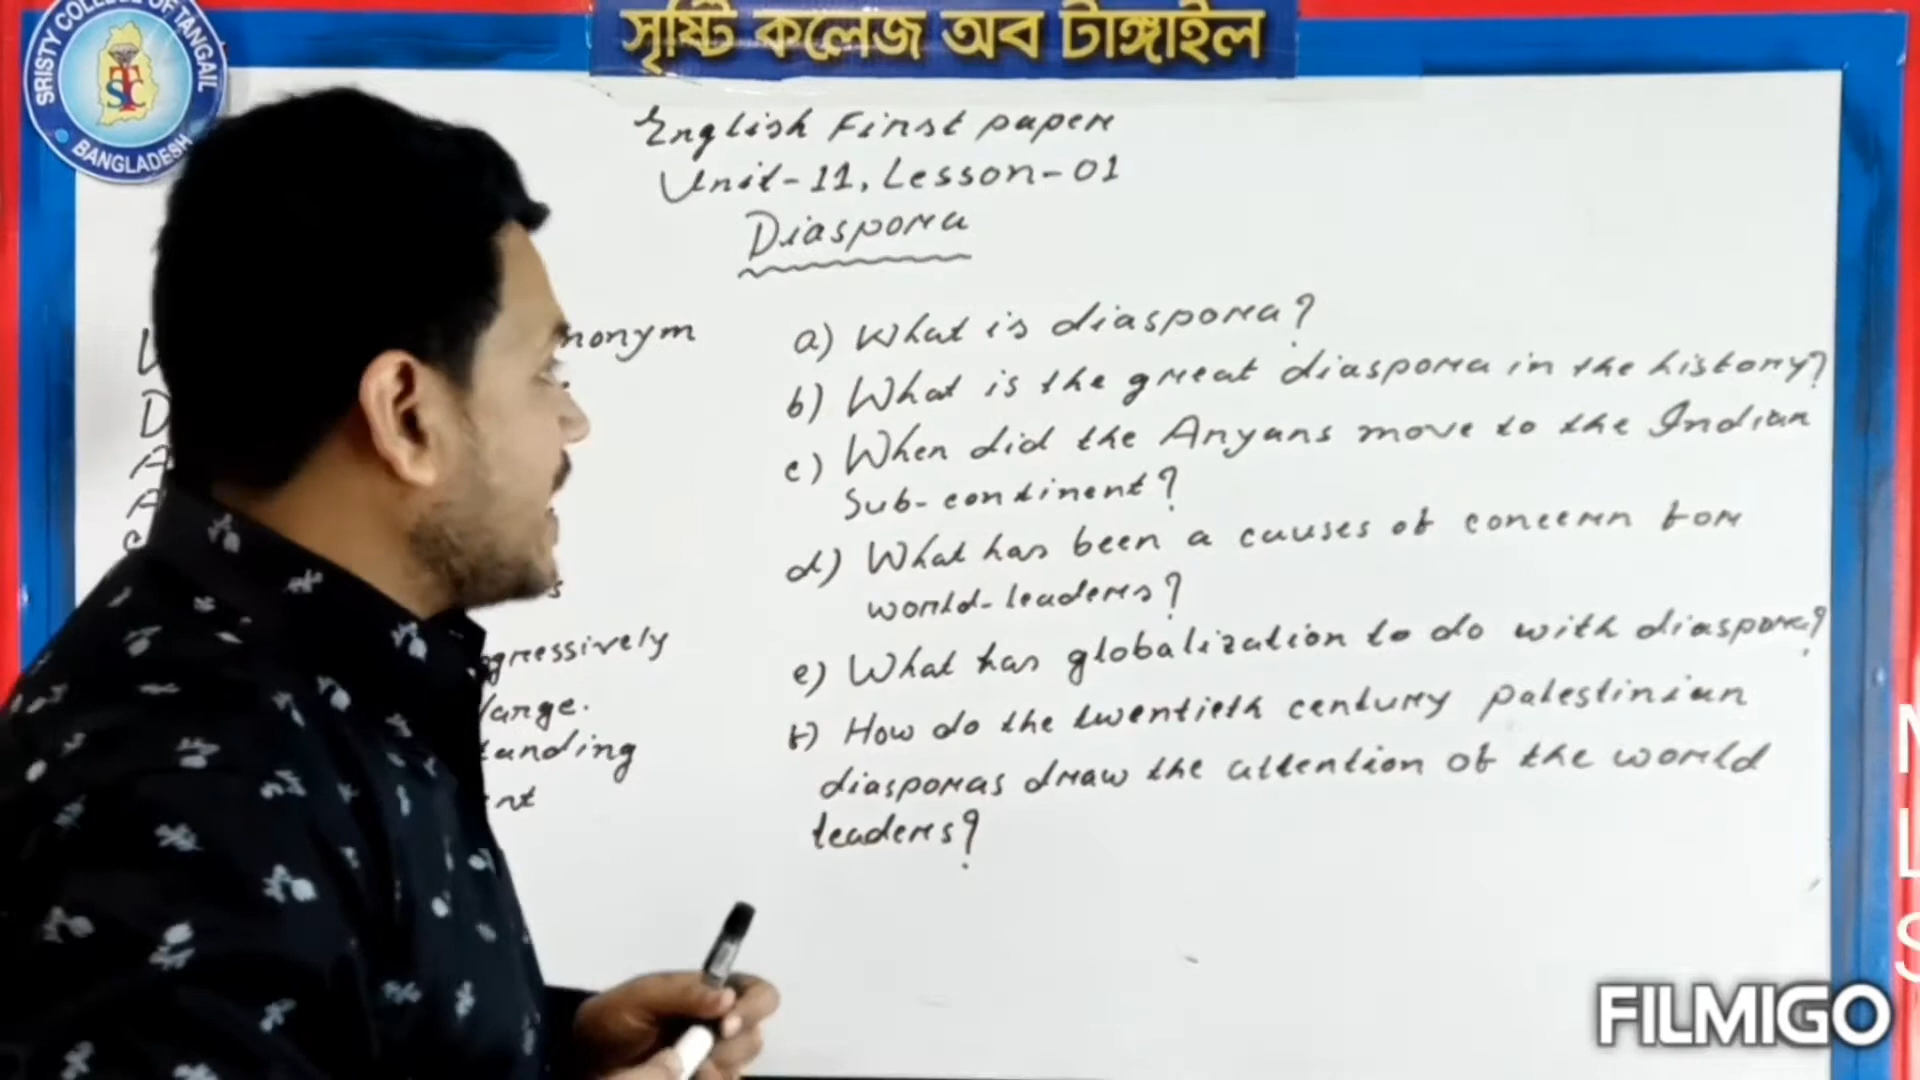 সৃষ্টি কলেজ অব টাঙ্গাইল
SRISTY COLLEGE OF TANGAIL
STC
BANGLADESH
English First paper
Unit-11, Lesson-01
Diaspora
nonym
gressively
large.
tanding
nt
a) What is diaspora?
b) What is the great diaspora in the history?
c) When did the Aryans move to the Indian
Sub-continent?
d) What has been a causes of concern for
world-leaders?
e) What has globalization to do with diaspora?
f) How do the twentieth century palestinian
diasporas draw the attention of the world
leaders?
FILMIGO